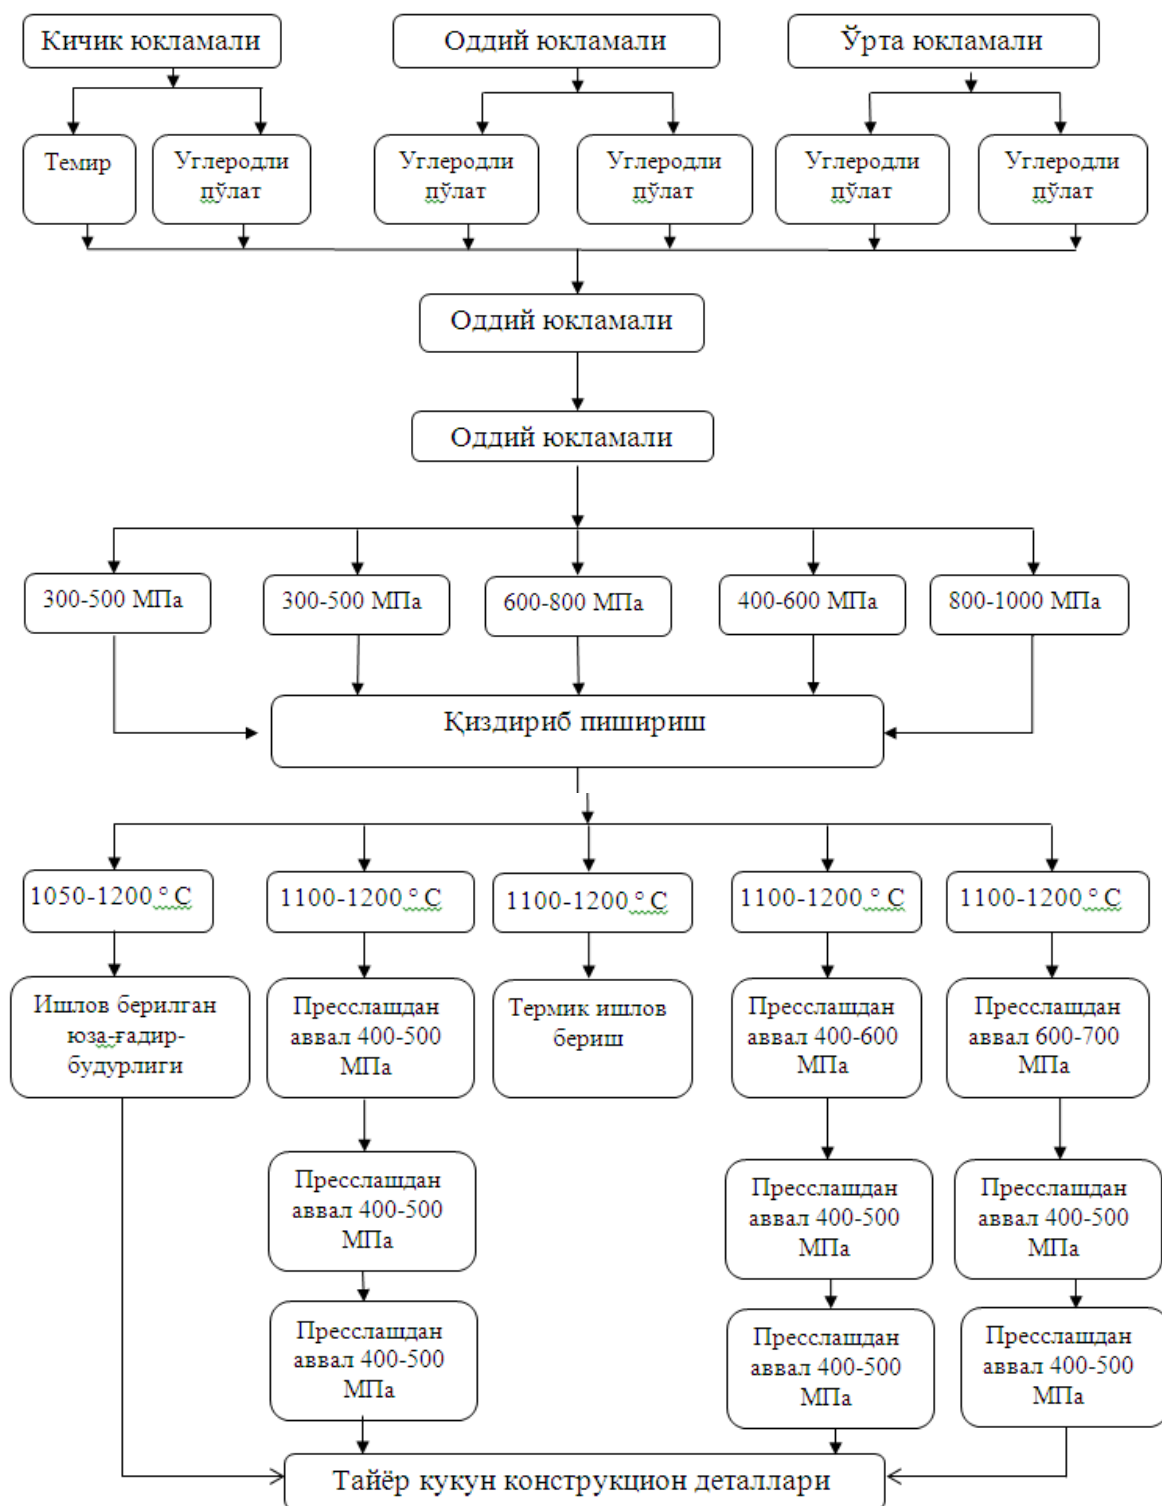 Кичик юкламали
Оддий юкламали
Ўрта юкламали
Темир
Углеродли
пўлат
Углеродли
пўлат
Углеродли
пўлат
Углеродли
пўлат
Углеродли
пўлат
Оддий юкламали
Оддий юкламали
300-500 МПа
300-500 МПа
600-800 МПа
400-600 МПа
800-1000 МПа
Қиздириб пишириш
1050-1200 ° С
1100-1200 ° С
1100-1200 ° С
1100-1200 ° С
1100-1200 ° С
Ишлов берилган
юза-ғадир-
будурлиги
Пресслашдан
аввал 400-500
МПа
Термик ишлов
бериш
Пресслашдан
аввал 400-600
МПа
Пресслашдан
аввал 600-700
МПа
Пресслашдан
аввал 400-500
МПа
Пресслашдан
аввал 400-500
МПа
Пресслашдан
аввал 400-500
МПа
Пресслашдан
аввал 400-500
МПа
Пресслашдан
аввал 400-500
МПа
Пресслашдан
аввал 400-500
МПа
Тайёр кукун конструкцион деталлари